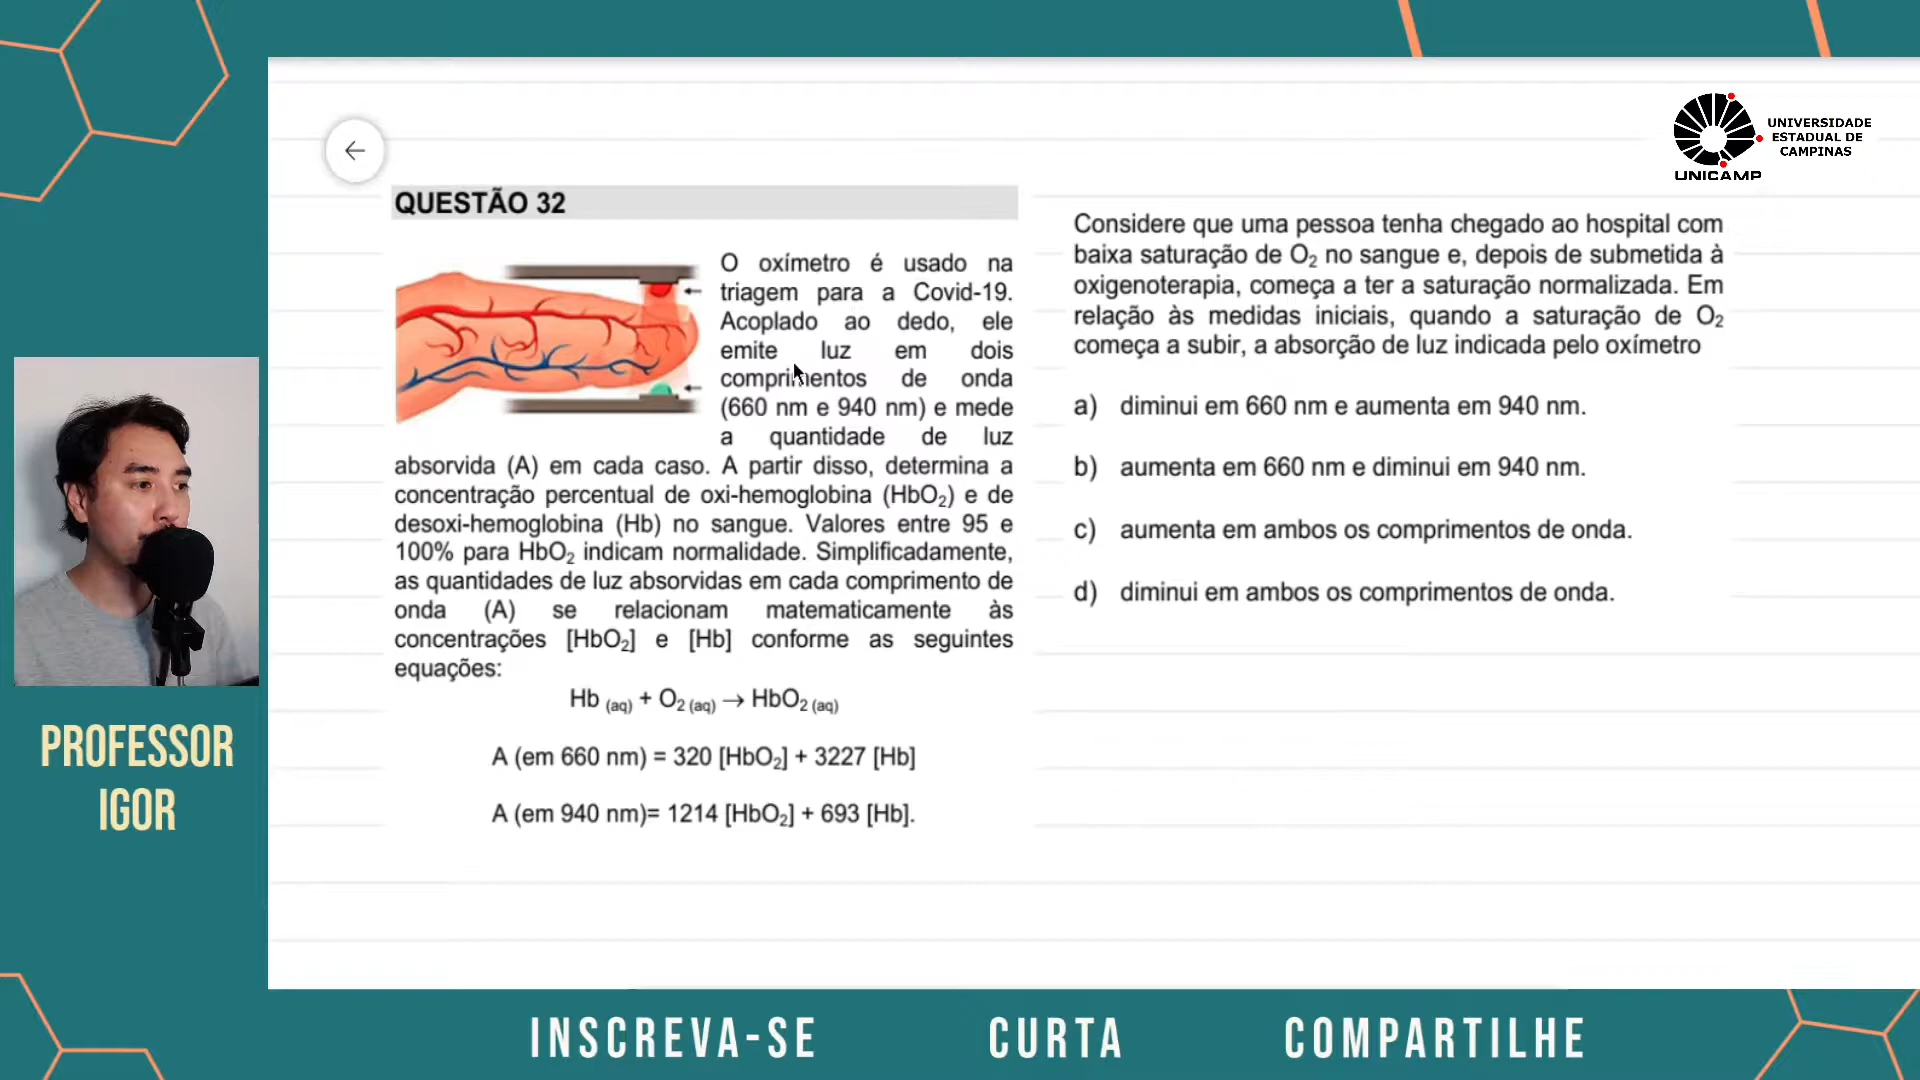 UNIVERSIDADE
ESTADUAL DE
CAMPINAS
UNICAMP
QUESTÃO 32
O oxímetro é usado na
triagem para a Covid-19.
Acoplado ao dedo, ele
emite luz em dois
comprimentos de onda
(660 nm e 940 nm) e mede
a quantidade de luz
absorvida (A) em cada caso. A partir disso, determina a
concentração percentual de oxi-hemoglobina (HbO₂) e de
desoxi-hemoglobina (Hb) no sangue. Valores entre 95 e
100% para HbO₂ indicam normalidade. Simplificadamente,
as quantidades de luz absorvidas em cada comprimento de
onda (A) se relacionam matematicamente às
concentrações [HbO₂] e [Hb] conforme as seguintes
equações:
Hb (aq) + O₂ (aq) → HbO₂ (aq)
A (em 660 nm) = 320 [HbO₂] + 3227 [Hb]
A (em 940 nm)= 1214 [HbO₂] + 693 [Hb].
Considere que uma pessoa tenha chegado ao hospital com
baixa saturação de O₂ no sangue e, depois de submetida à
oxigenoterapia, começa a ter a saturação normalizada. Em
relação às medidas iniciais, quando a saturação de O₂
começa a subir, a absorção de luz indicada pelo oxímetro
a) diminui em 660 nm e aumenta em 940 nm.
b) aumenta em 660 nm e diminui em 940 nm.
c) aumenta em ambos os comprimentos de onda.
d) diminui em ambos os comprimentos de onda.
PROFESSOR
IGOR
INSCREVA-SE CURTA COMPARTILHE